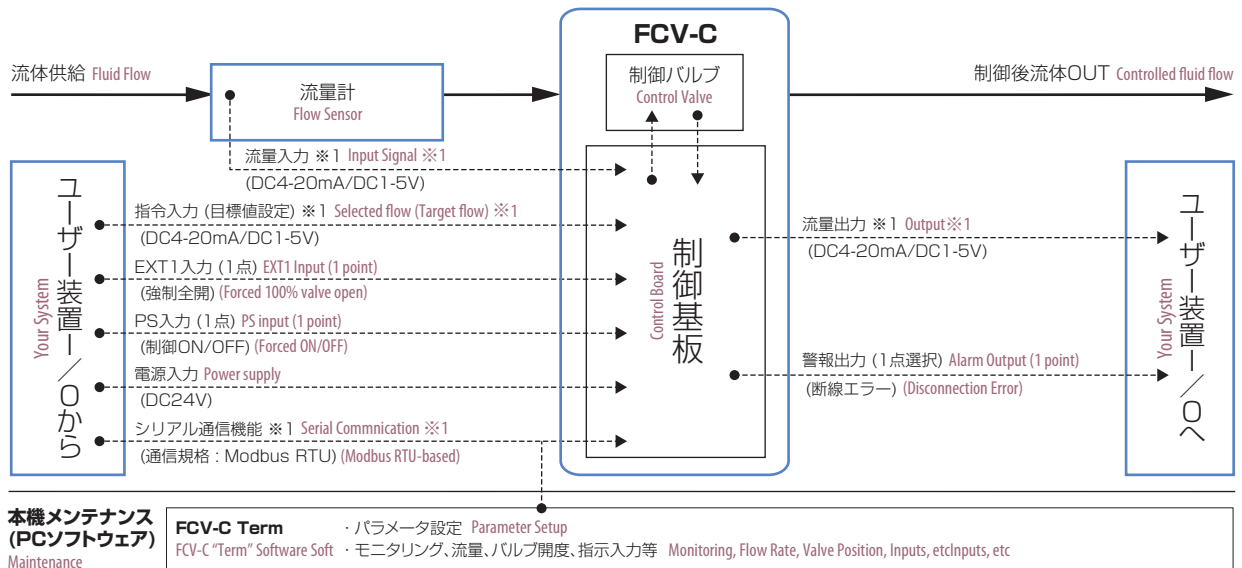 FCV-C
流体供給 Fluid Flow
流量計
Flow Sensor
制御バルブ
Control Valve
制御後流体OUT Controlled fluid flow
流量入力 ※1 Input Signal ※1
(DC4-20mA/DC1-5V)
ユーザー装置I/Oから
Your System
指令入力 (目標値設定) ※1 Selected flow (Target flow) ※1
(DC4-20mA/DC1-5V)
EXT1入力 (1点) EXT1 Input (1 point)
(強制全開) (Forced 100% valve open)
PS入力 (1点) PS input (1 point)
(制御ON/OFF) (Forced ON/OFF)
電源入力 Power supply
(DC24V)
シリアル通信機能 ※1 Serial Commnication ※1
(通信規格 : Modbus RTU) (Modbus RTU-based)
制御基板
Control Board
流量出力 ※1 Output※1
(DC4-20mA/DC1-5V)
警報出力 (1点選択) Alarm Output (1 point)
(断線エラー) (Disconnection Error)
ユーザー装置I/Oへ
Your System
本機メンテナンス
(PCソフトウェア)
Maintenance
FCV-C Term ・パラメータ設定 Parameter Setup
FCV-C "Term" Software Soft ・モニタリング、流量、バルブ開度、指示入力等 Monitoring, Flow Rate, Valve Position, Inputs, etcInputs, etc